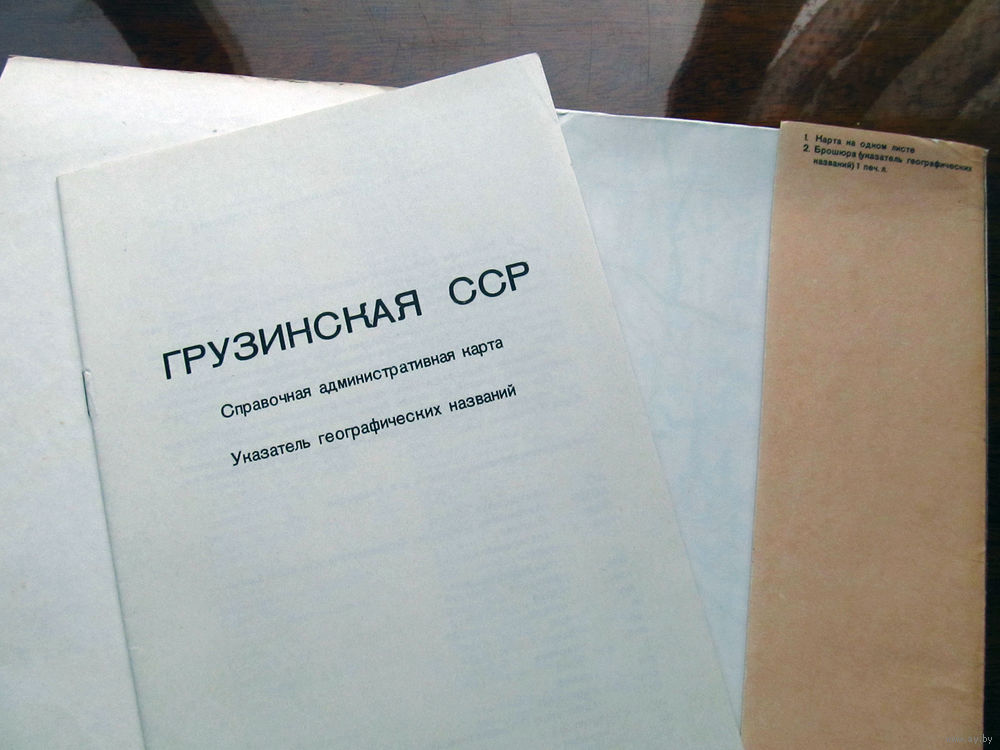 ГРУЗИНСКАЯ ССР
Справочная административная карта
Указатель географических названий
1. Карта на одном листе
2. Брошюра (указатель географических
названий) 1 печ. л.